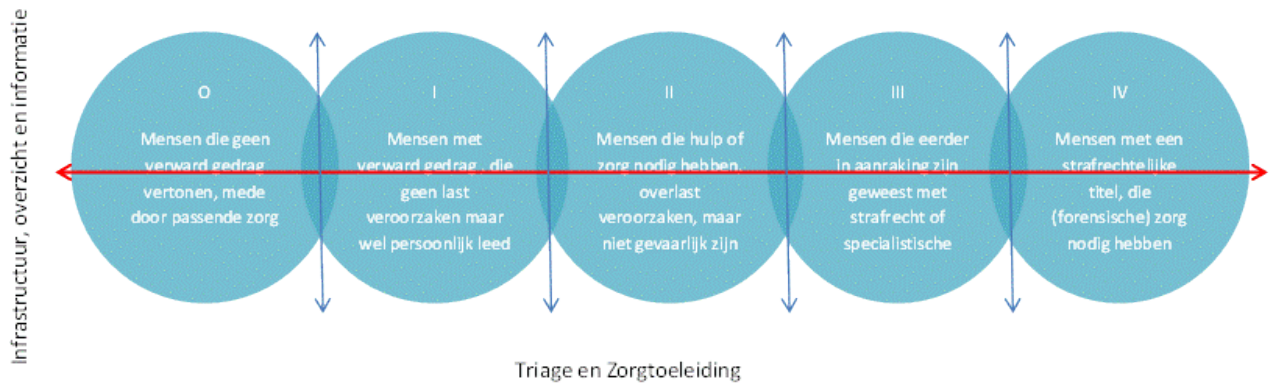 Infrastructuur, overzicht en informatie
O
Mensen die geen
verward gedrag
vertonen, mede
door passende zorg
I
Mensen met
verward gedrag , die
geen last
veroorzaken maar
wel persoonlijk leed
II
Mensen die hulp of
zorg nodig hebben,
overlast
veroorzaken, maar
niet gevaarlijk zijn
III
Mensen die eerder
in aanraking zijn
geweest met
strafrecht of
specialistische
IV
Mensen met een
strafrechtelijke
titel, die
(forensische) zorg
nodig hebben
Triage en Zorgtoeleiding